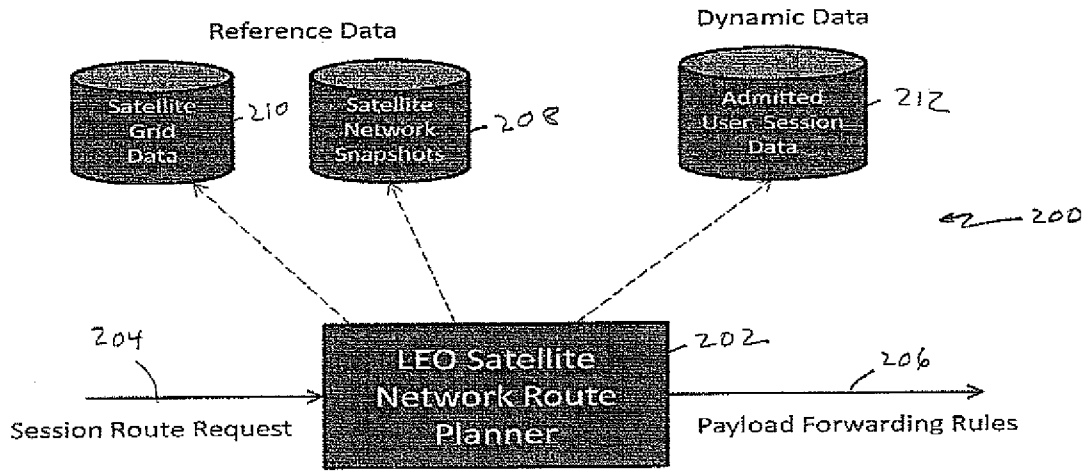 Reference Data
Dynamic Data
Satellite
Grid
Data
210
Satellite
Network
Snapshots
208
Admitted
User Session
Data
212
200
204
LEO Satellite
Network Route
Planner
202
206
Session Route Request
Payload Forwarding Rules